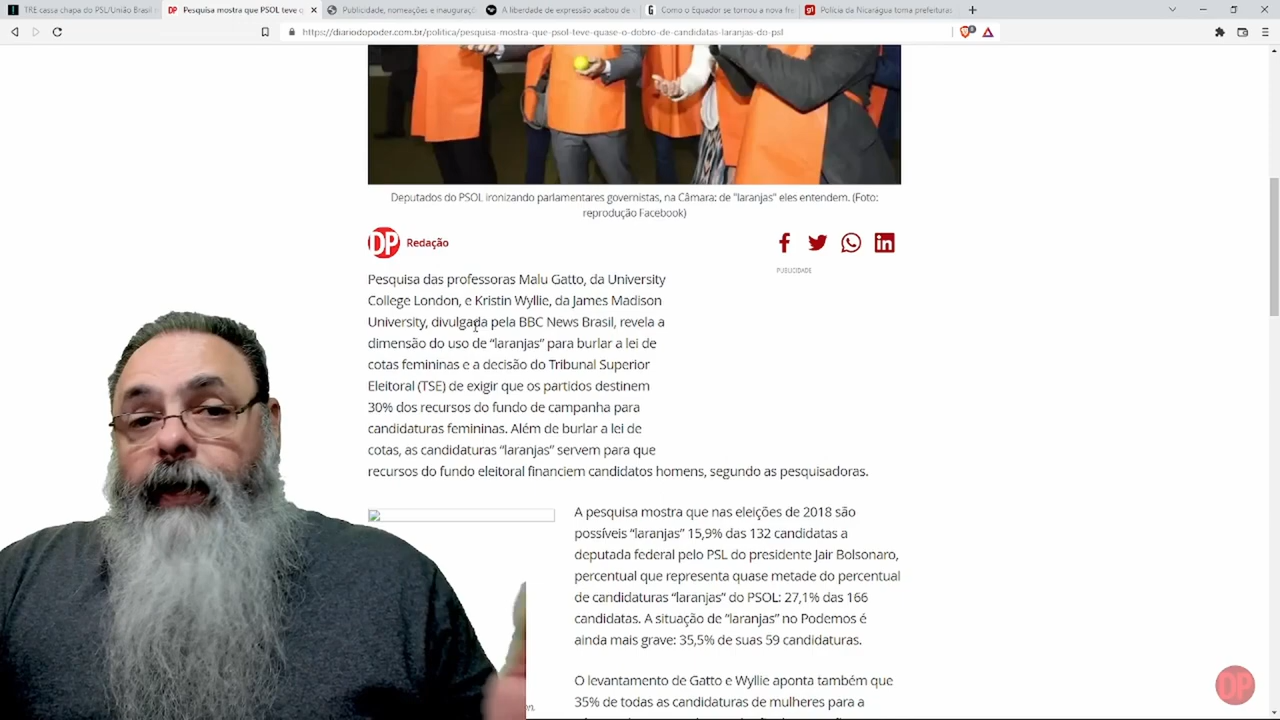 TRE cassa chapa do PSL/União Brasil
DP Pesquisa mostra que PSOL teve q
Publicidade, nomeações e inauguraçã
A liberdade de expressão acabou de
G Como o Equador se tornou a nova fre
g1 Polícia da Nicarágua toma prefeituras
https://diariodopoder.com.br/politica/pesquisa-mostra-que-psol-teve-quase-o-dobro-de-candidatas-laranjas-do-psl
Deputados do PSOL ironizando parlamentares governistas, na Câmara: de "laranjas" eles entendem. (Foto:
reprodução Facebook)
DP Redação
PUBLICIDADE
Pesquisa das professoras Malu Gatto, da University
College London, e Kristin Wyllie, da James Madison
University, divulgada pela BBC News Brasil, revela a
dimensão do uso de “laranjas” para burlar a lei de
cotas femininas e a decisão do Tribunal Superior
Eleitoral (TSE) de exigir que os partidos destinem
30% dos recursos do fundo de campanha para
candidaturas femininas. Além de burlar a lei de
cotas, as candidaturas “laranjas” servem para que
recursos do fundo eleitoral financiem candidatos homens, segundo as pesquisadoras.
A pesquisa mostra que nas eleições de 2018 são
possíveis “laranjas” 15,9% das 132 candidatas a
deputada federal pelo PSL do presidente Jair Bolsonaro,
percentual que representa quase metade do percentual
de candidaturas “laranjas” do PSOL: 27,1% das 166
candidatas. A situação de “laranjas” no Podemos é
ainda mais grave: 35,5% de suas 59 candidaturas.
O levantamento de Gatto e Wyllie aponta também que
35% de todas as candidaturas de mulheres para a
DP